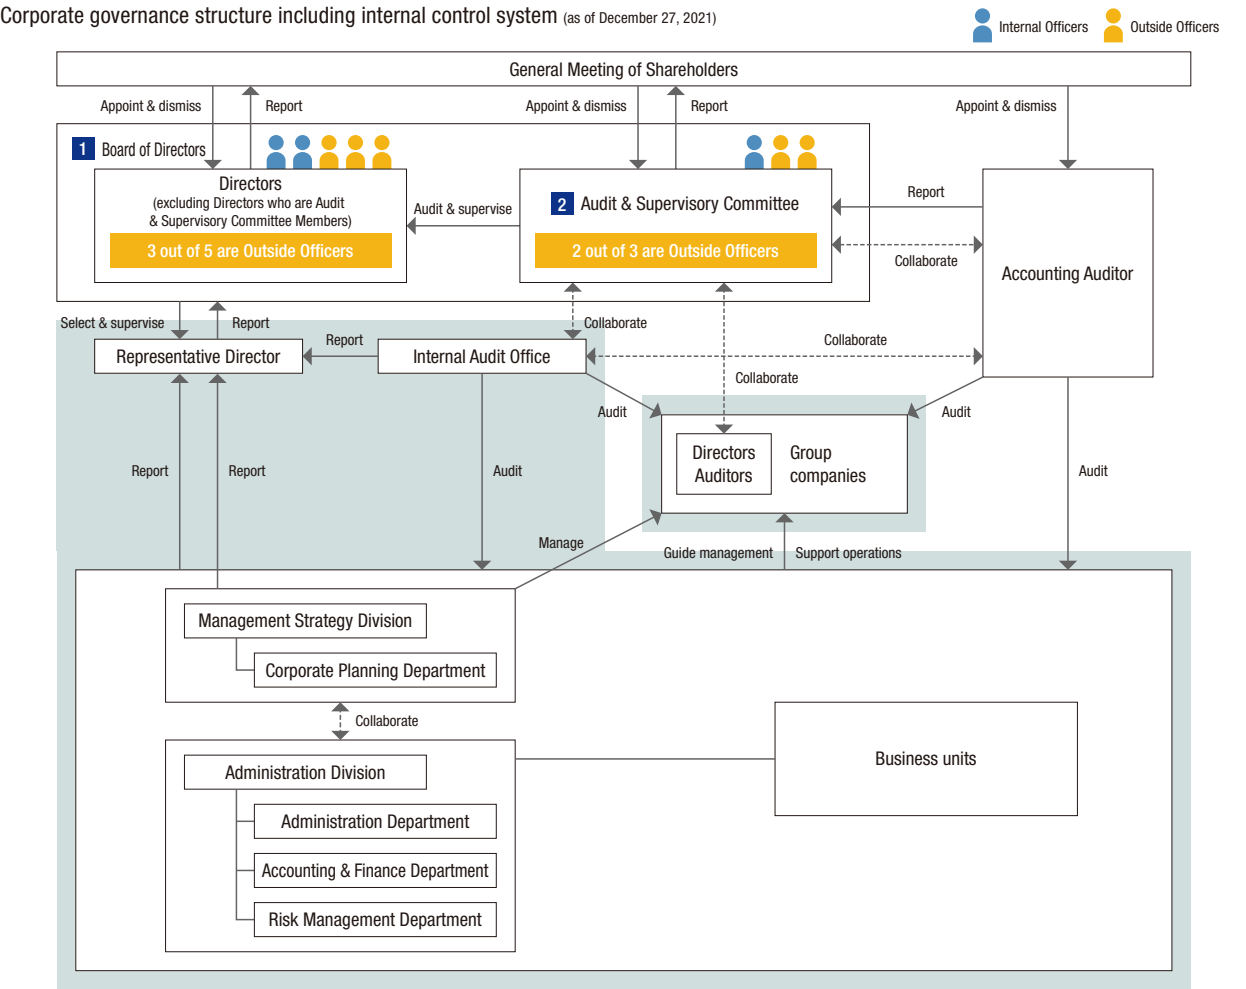 Corporate governance structure including internal control system (as of December 27, 2021)
Internal Officers
Outside Officers
General Meeting of Shareholders
Appoint & dismiss
Report
Appoint & dismiss
Report
Appoint & dismiss
1 Board of Directors
Directors
(excluding Directors who are Audit
& Supervisory Committee Members)
3 out of 5 are Outside Officers
Audit & supervise
2 Audit & Supervisory Committee
2 out of 3 are Outside Officers
Report
Collaborate
Accounting Auditor
Select & supervise
Report
Collaborate
Representative Director
Report
Internal Audit Office
Collaborate
Collaborate
Audit
Audit
Directors
Auditors
Group
companies
Report
Report
Audit
Audit
Manage
Guide management
Support operations
Management Strategy Division
Corporate Planning Department
Collaborate
Administration Division
Administration Department
Accounting & Finance Department
Risk Management Department
Business units